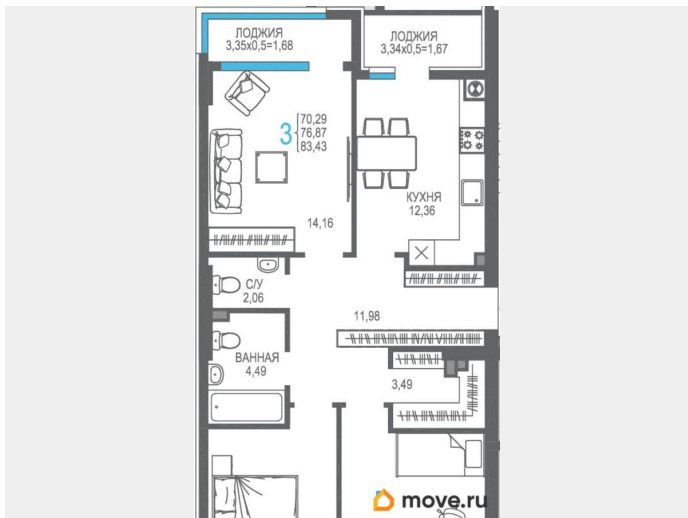 ЛОДЖИЯ
3,35x0,5=1,68
ЛОДЖИЯ
3,34x0,5=1,67
3
70,29
76,87
83,43
КУХНЯ
12,36
14,16
С/У
2,06
11,98
ВАННАЯ
4,49
3,49
move.ru